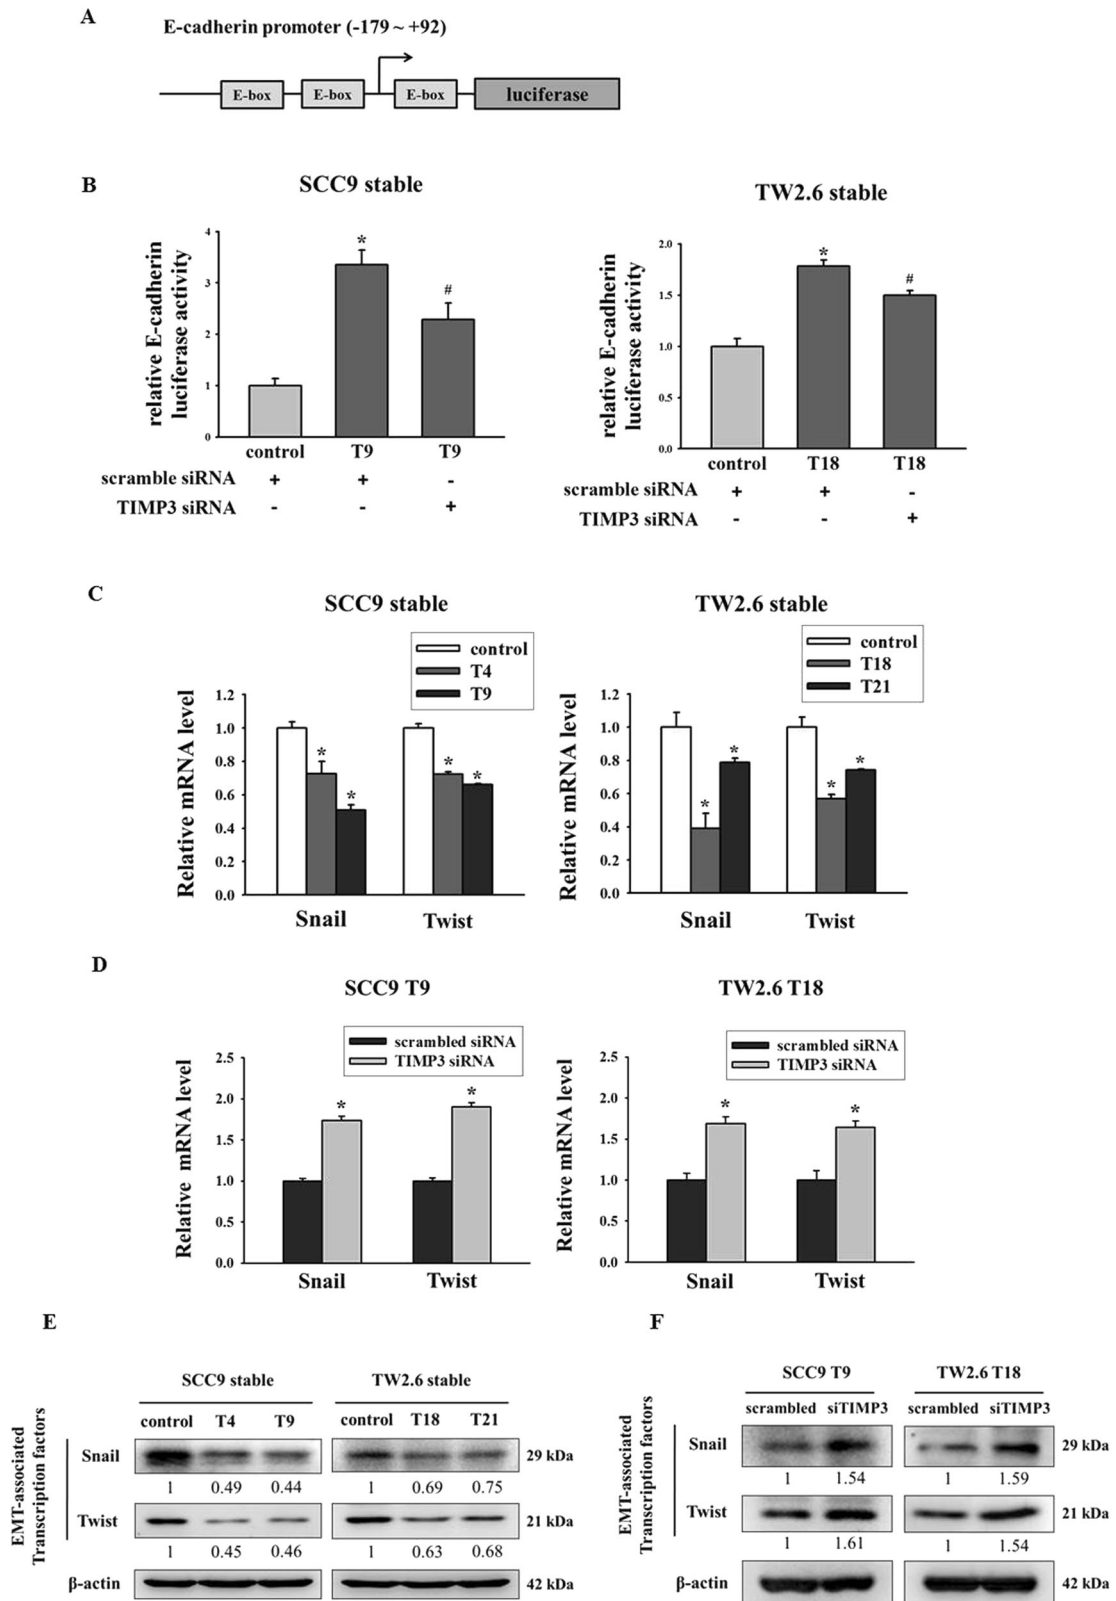 A
E-cadherin promoter (-179 ~ +92)
E-box E-box E-box luciferase
B
SCC9 stable
relative E-cadherin
luciferase activity
4
3
2
1
0
control T9 T9
scramble siRNA + + -
TIMP3 siRNA - - +
* #
TW2.6 stable
relative E-cadherin
luciferase activity
2.0
1.5
1.0
0.5
0.0
control T18 T18
scramble siRNA + + -
TIMP3 siRNA - - +
* #
C
SCC9 stable
control
T4
T9
Relative mRNA level
1.2
1.0
0.8
0.6
0.4
0.2
0.0
* * * *
Snail Twist
TW2.6 stable
control
T18
T21
Relative mRNA level
1.2
1.0
0.8
0.6
0.4
0.2
0.0
* * * *
Snail Twist
D
SCC9 T9
scrambled siRNA
TIMP3 siRNA
Relative mRNA level
2.5
2.0
1.5
1.0
0.5
0.0
* *
Snail Twist
TW2.6 T18
scrambled siRNA
TIMP3 siRNA
Relative mRNA level
2.5
2.0
1.5
1.0
0.5
0.0
* *
Snail Twist
E
SCC9 stable TW2.6 stable
control T4 T9 control T18 T21
EMT-associated
Transcription factors
Snail 29 kDa
1 0.49 0.44 1 0.69 0.75
Twist 21 kDa
1 0.45 0.46 1 0.63 0.68
β-actin 42 kDa
F
SCC9 T9 TW2.6 T18
scrambled siTIMP3 scrambled siTIMP3
EMT-associated
Transcription factors
Snail 29 kDa
1 1.54 1 1.59
Twist 21 kDa
1 1.61 1 1.54
β-actin 42 kDa